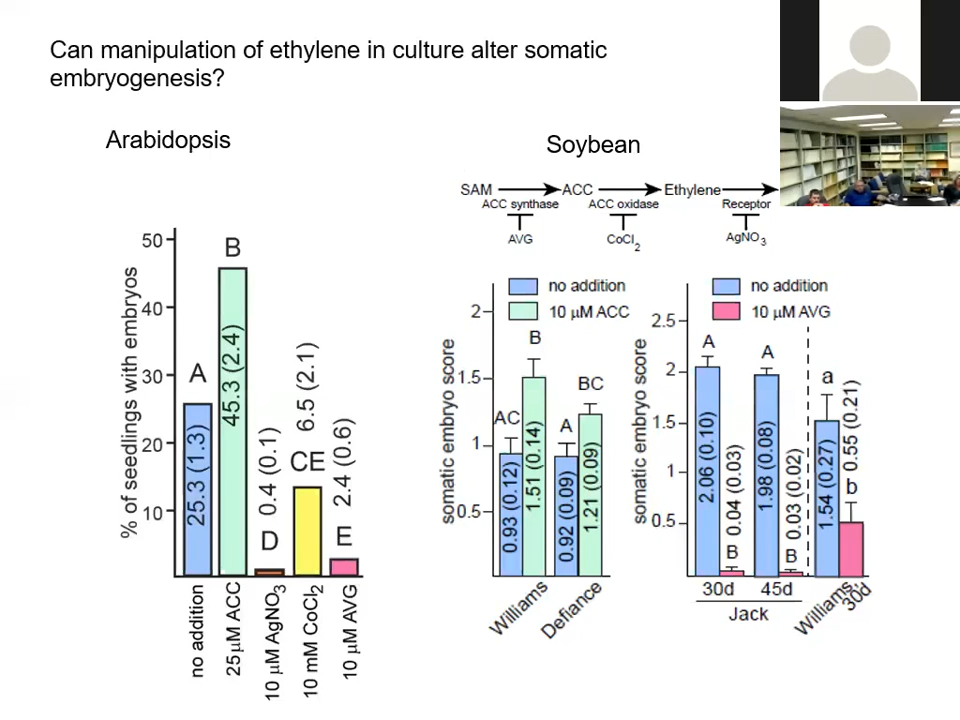 Can manipulation of ethylene in culture alter somatic
embryogenesis?
Arabidopsis
Soybean
SAM ACC Ethylene
ACC synthase ACC oxidase Receptor
AVG CoCl2 AgNO3
% of seedlings with embryos
50
40
30
20
10
A
25.3 (1.3)
B
45.3 (2.4)
D
0.4 (0.1)
CE
6.5 (2.1)
E
2.4 (0.6)
no addition
25 µM ACC
10 µM AgNO3
10 mM CoCl2
10 µM AVG
no addition
10 µM ACC
somatic embryo score
2
1.5
1
0.5
AC
0.93 (0.12)
B
1.51 (0.14)
A
0.92 (0.09)
BC
1.21 (0.09)
Williams
Defiance
no addition
10 µM AVG
somatic embryo score
2.5
2
1.5
1
0.5
A
2.06 (0.10)
B
0.04 (0.03)
A
1.98 (0.08)
B
0.03 (0.02)
a
1.54 (0.27)
b
0.55 (0.21)
30d
45d
Jack
Williams,
30d